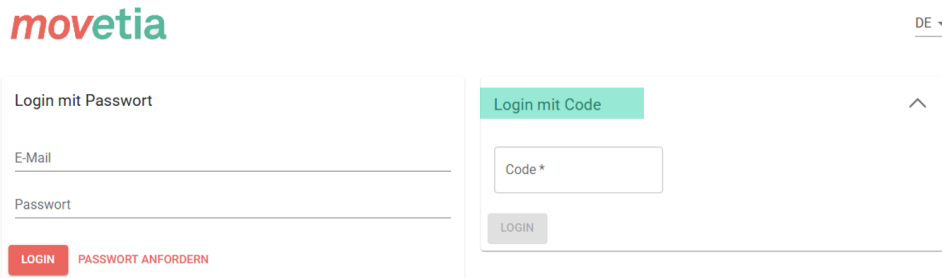 movetia
DE
Login mit Passwort
E-Mail
Passwort
LOGIN PASSWORT ANFORDERN
Login mit Code
Code *
LOGIN